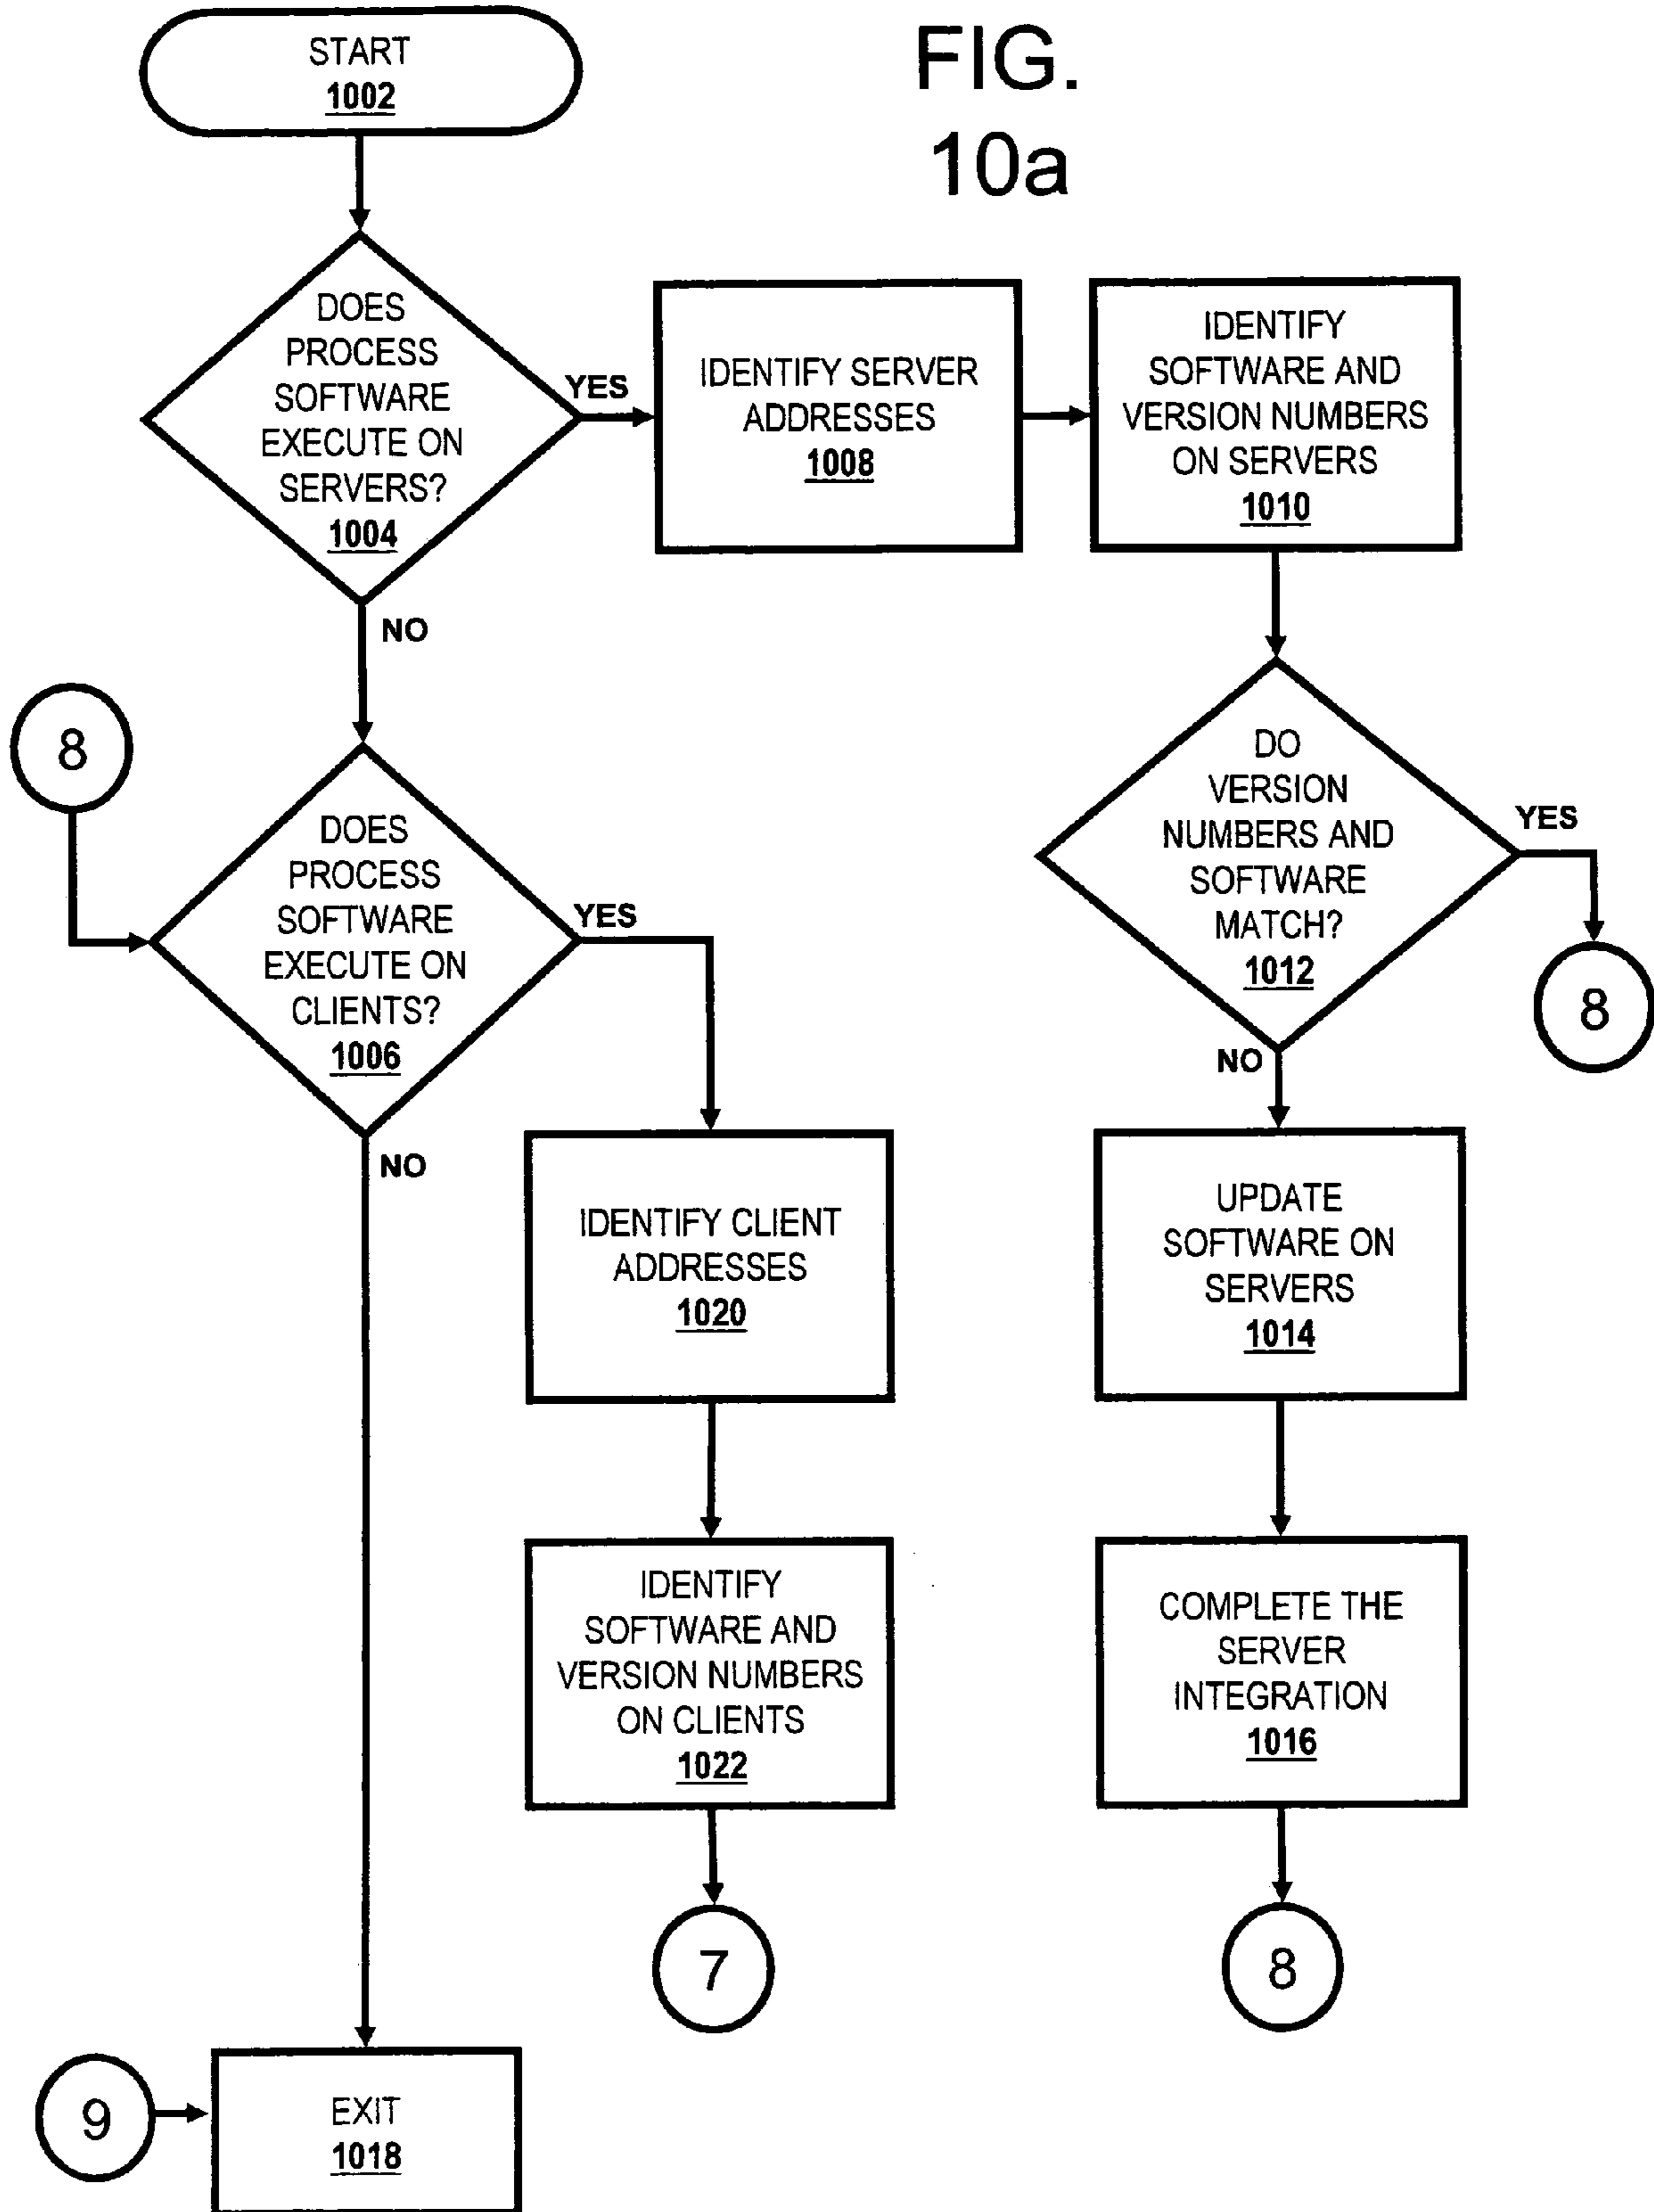 FIG.
10a
START
1002
DOES
PROCESS
SOFTWARE
EXECUTE ON
SERVERS?
1004
YES
NO
IDENTIFY SERVER
ADDRESSES
1008
IDENTIFY
SOFTWARE AND
VERSION NUMBERS
ON SERVERS
1010
8
DOES
PROCESS
SOFTWARE
EXECUTE ON
CLIENTS?
1006
YES
NO
DO
VERSION
NUMBERS AND
SOFTWARE
MATCH?
1012
YES
8
NO
IDENTIFY CLIENT
ADDRESSES
1020
UPDATE
SOFTWARE ON
SERVERS
1014
IDENTIFY
SOFTWARE AND
VERSION NUMBERS
ON CLIENTS
1022
COMPLETE THE
SERVER
INTEGRATION
1016
7
8
9
EXIT
1018